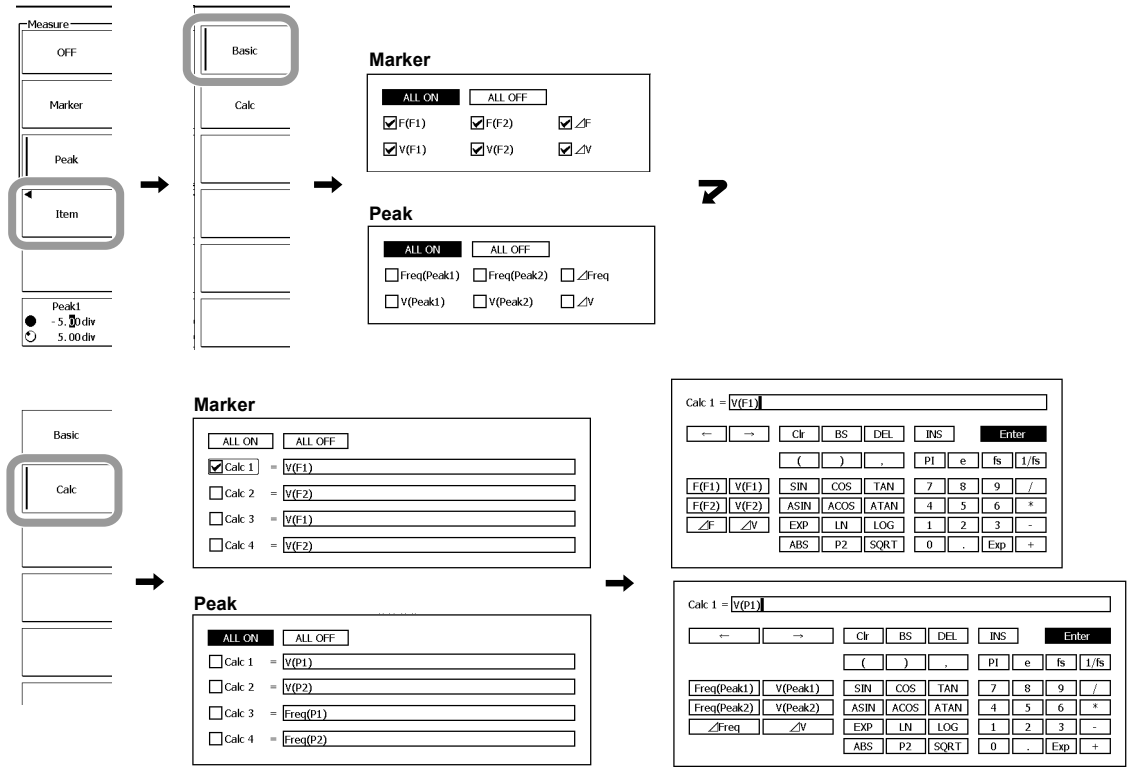 Measure
OFF
Marker
Peak
Item
Peak1
-5.00div
5.00div
Basic
Calc
Marker
ALL ON ALL OFF
F(F1) F(F2) ⊿F
V(F1) V(F2) ⊿V
Peak
ALL ON ALL OFF
Freq(Peak1) Freq(Peak2) ⊿Freq
V(Peak1) V(Peak2) ⊿V
Basic
Calc
Marker
ALL ON ALL OFF
Calc 1 = V(F1)
Calc 2 = V(F2)
Calc 3 = V(F1)
Calc 4 = V(F2)
Peak
ALL ON ALL OFF
Calc 1 = V(P1)
Calc 2 = V(P2)
Calc 3 = Freq(P1)
Calc 4 = Freq(P2)
Calc 1 = V(F1)
← → Clr BS DEL INS Enter
( ) , PI e fs 1/fs
F(F1) V(F1) SIN COS TAN 7 8 9 /
F(F2) V(F2) ASIN ACOS ATAN 4 5 6 *
⊿F ⊿V EXP LN LOG 1 2 3 -
ABS P2 SQRT 0 . Exp +
Calc 1 = V(P1)
← → Clr BS DEL INS Enter
( ) , PI e fs 1/fs
Freq(Peak1) V(Peak1) SIN COS TAN 7 8 9 /
Freq(Peak2) V(Peak2) ASIN ACOS ATAN 4 5 6 *
⊿Freq ⊿V EXP LN LOG 1 2 3 -
ABS P2 SQRT 0 . Exp +